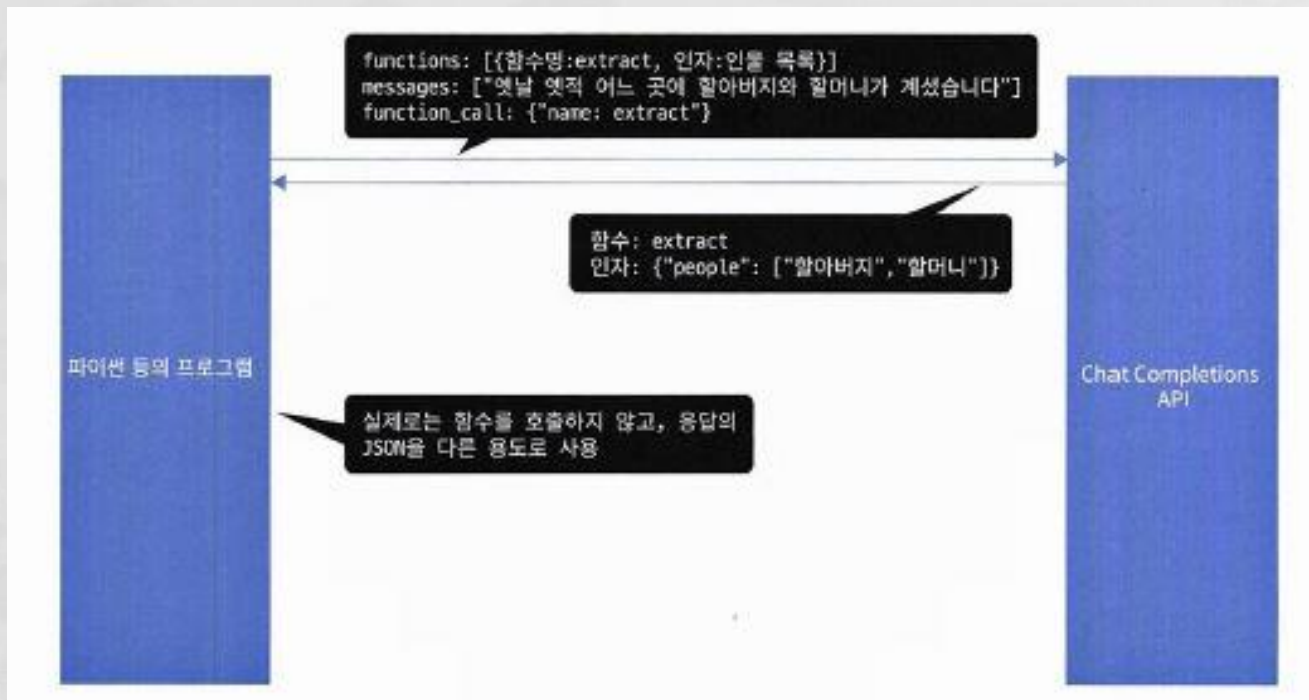 functions: [{함수명:extract, 인자:인물 목록}]
messages: ["옛날 옛적 어느 곳에 할아버지와 할머니가 계셨습니다"]
function_call: {"name: extract"}
함수: extract
인자: {"people": ["할아버지","할머니"]}
파이썬 등의 프로그램
Chat Completions
API
실제로는 함수를 호출하지 않고, 응답의
JSON을 다른 용도로 사용